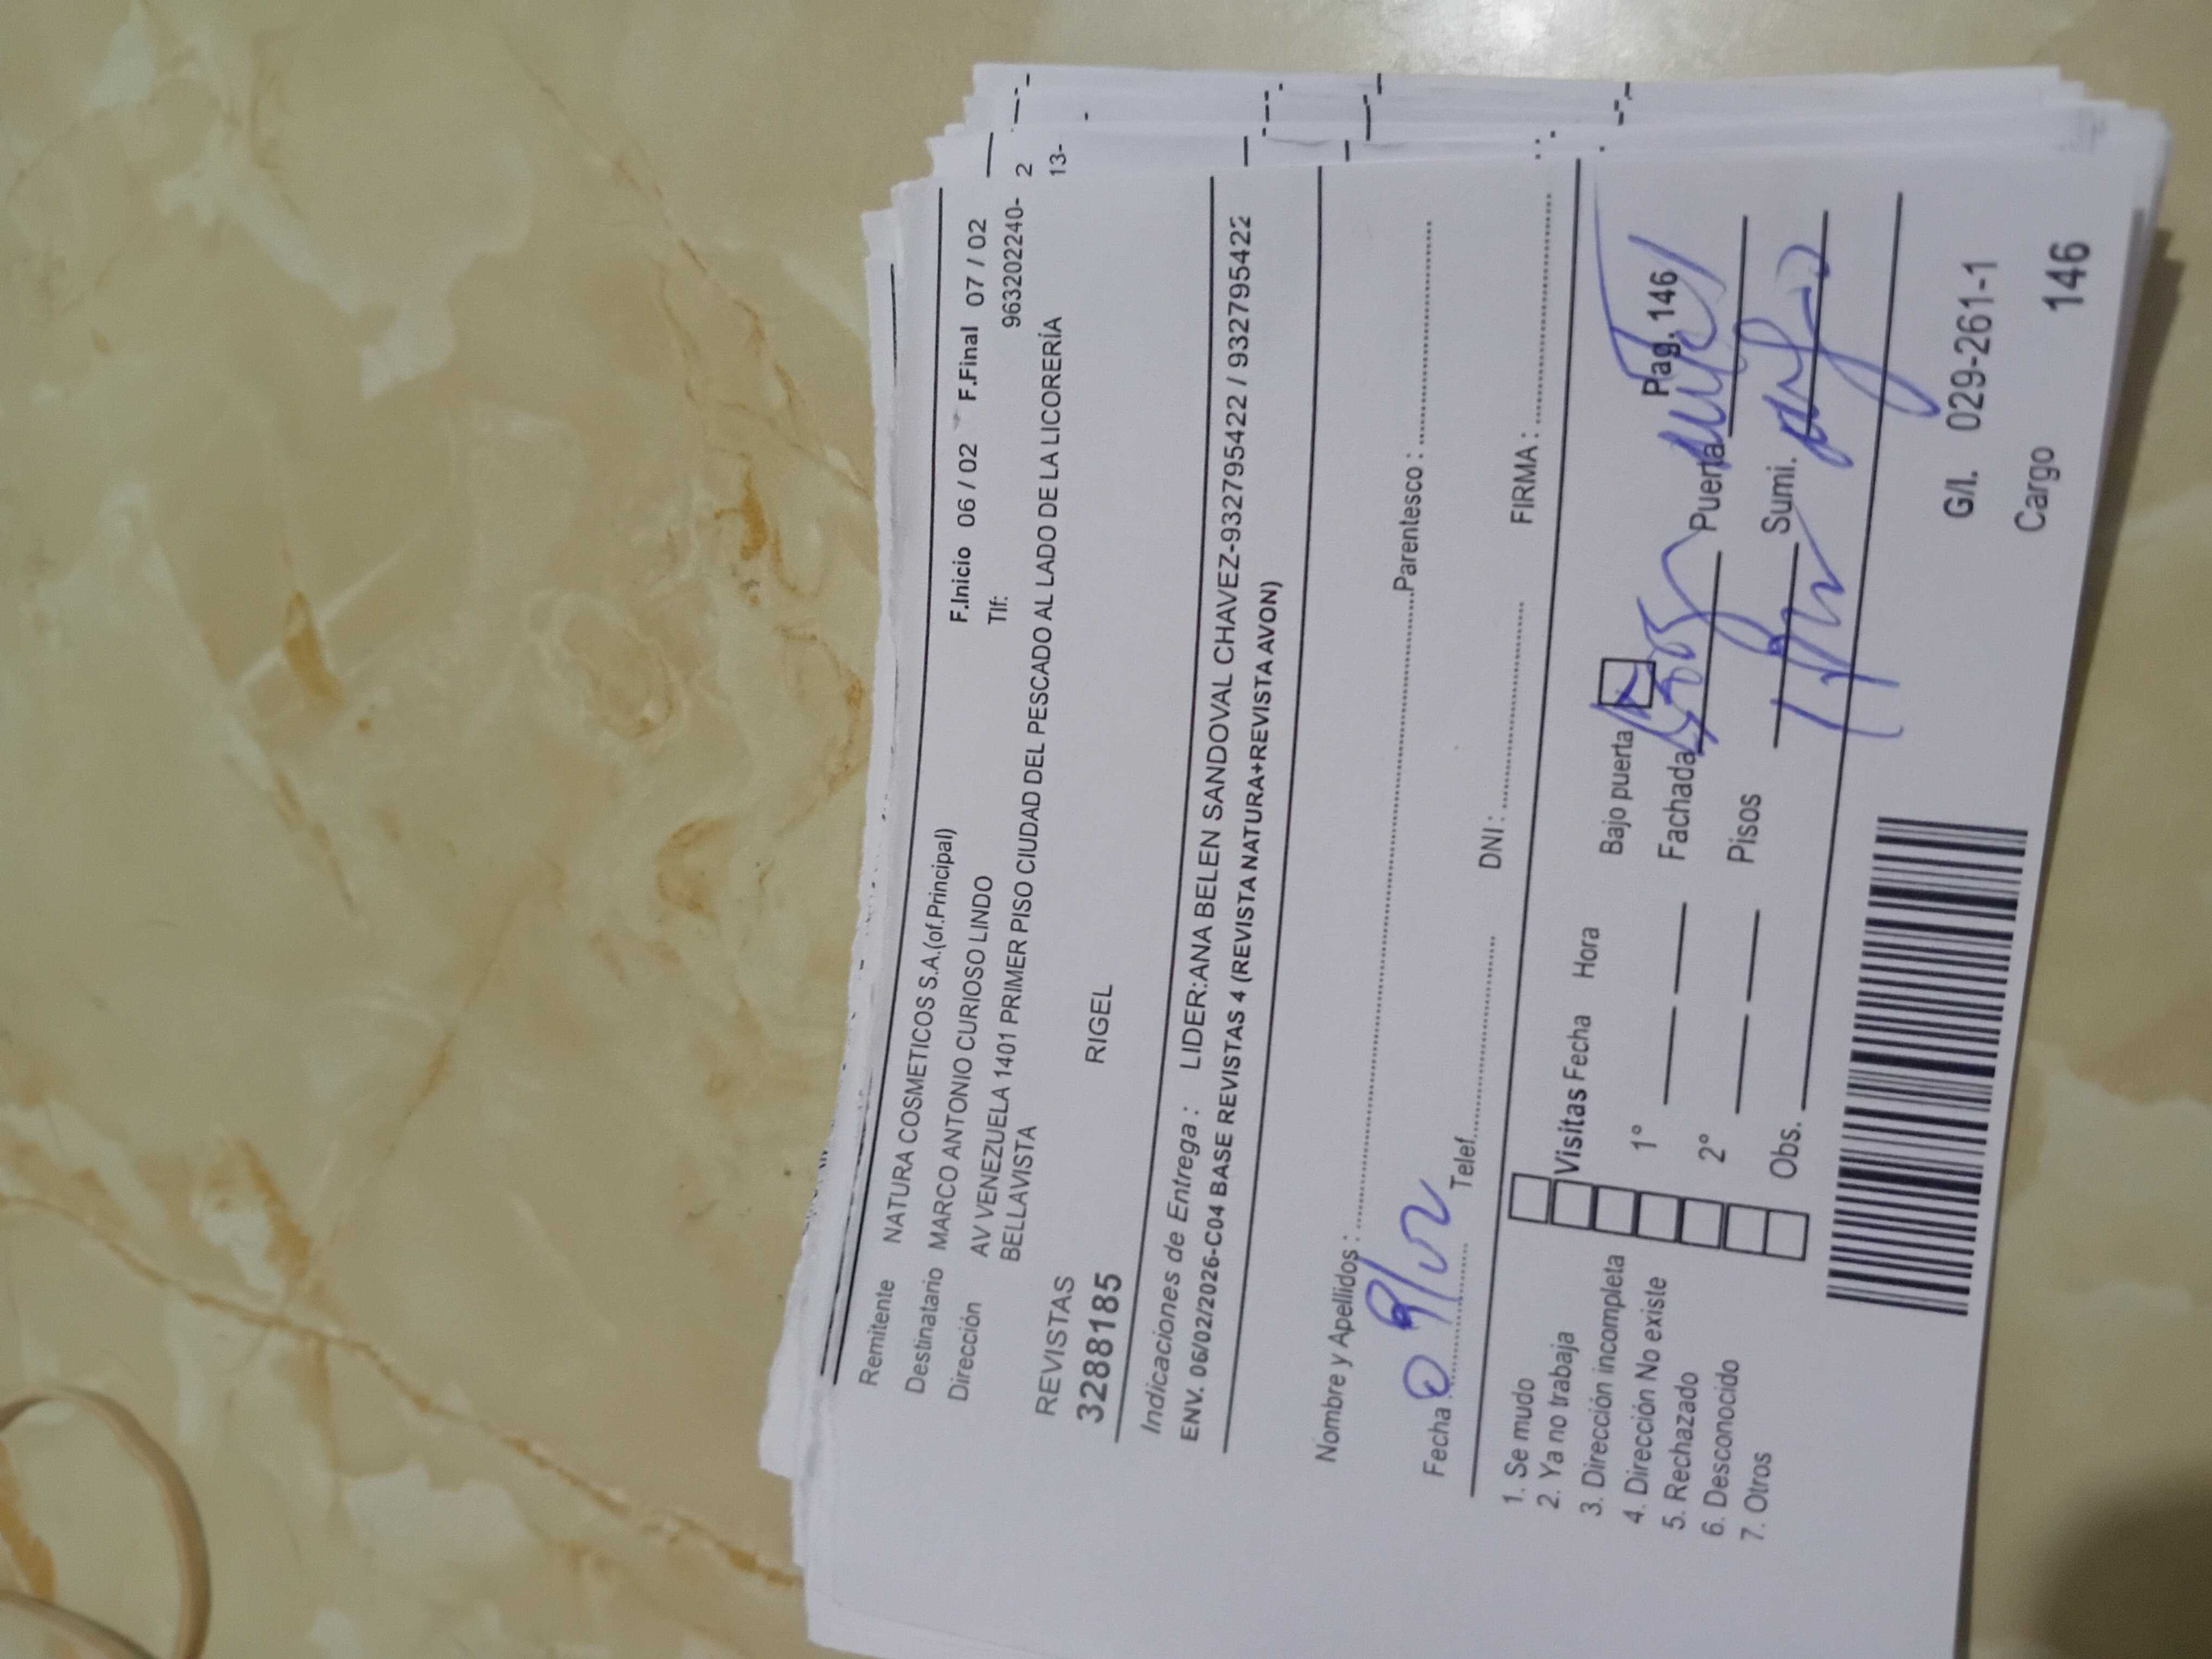 Remitente NATURA COSMETICOS S.A.(of.Principal)
Destinatario MARCO ANTONIO CURIOSO LINDO F.Inicio 06 / 02 F.Final 07 / 02
Dirección AV VENEZUELA 1401 PRIMER PISO CIUDAD DEL PESCADO AL LADO DE LA LICORERÍA Tlf: 9632022240-
BELLAVISTA
2
13-
REVISTAS
3288185 RIGEL
Indicaciones de Entrega : LIDER:ANA BELEN SANDOVAL CHAVEZ-932795422 / 932795422
ENV. 06/02/2026-C04 BASE REVISTAS 4 (REVISTA NATURA+REVISTA AVON)
Nombre y Apellidos : Parentesco :
Fecha : 09/02 Telef. DNI : FIRMA :
1. Se mudo
2. Ya no trabaja
3. Dirección incompleta
4. Dirección No existe
5. Rechazado
6. Desconocido
7. Otros
Visitas Fecha Hora
1°
2°
Obs.
Bajo puerta Pag. 146
Fachada Puerta
Pisos Sumi.
G/I. 029-261-1
Cargo 146